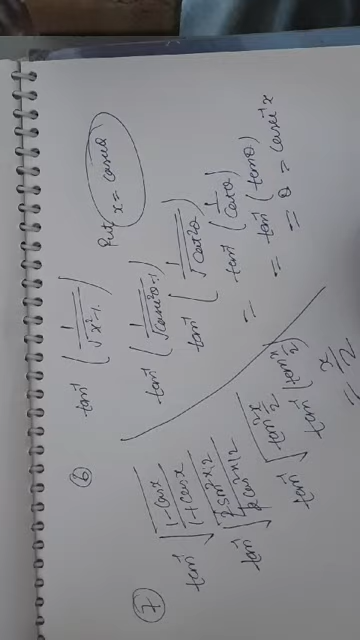 ⑥ tan⁻¹ (1/√(x²-1)) Put x = cosecθ
tan⁻¹ (1/√(cosec²θ-1))
tan⁻¹ (1/√(cot²θ))
= tan⁻¹ (1/cotθ)
= tan⁻¹ (tanθ)
= θ = cosec⁻¹x
⑦ tan⁻¹ √((1-cosx)/(1+cosx))
tan⁻¹ √((2sin²x/2)/(2cos²x/2))
tan⁻¹ √(tan²x/2)
tan⁻¹ (tan x/2)
= x/2